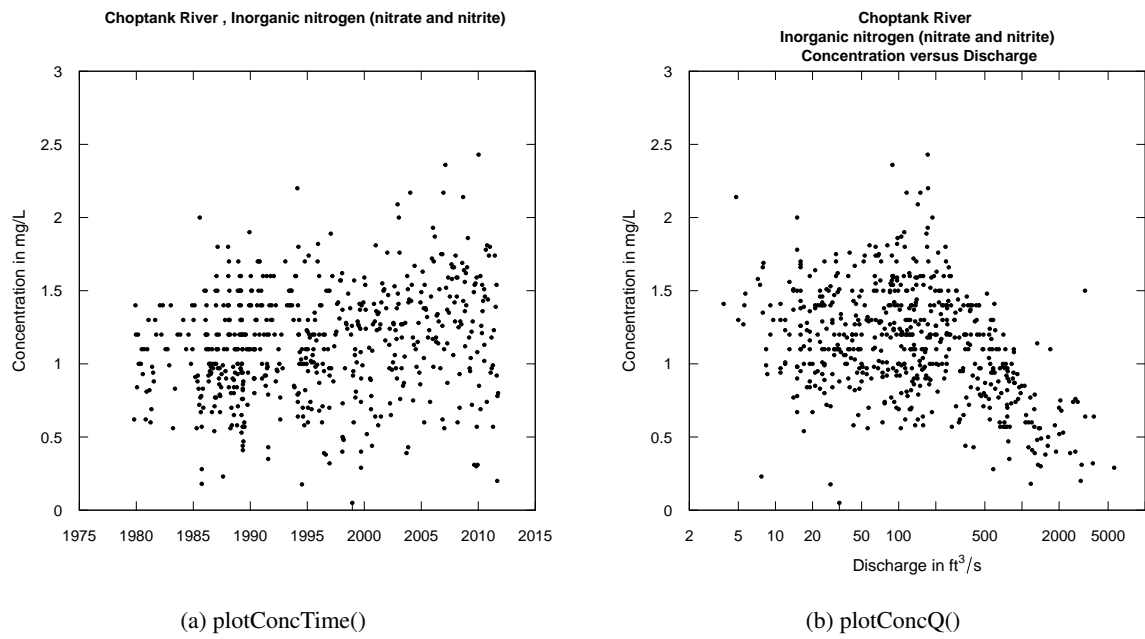 Choptank River , Inorganic nitrogen (nitrate and nitrite)
3
2.5
2
1.5
1
0.5
0
Concentration in mg/L
1975 1980 1985 1990 1995 2000 2005 2010 2015
(a) plotConcTime()
Choptank River
Inorganic nitrogen (nitrate and nitrite)
Concentration versus Discharge
3
2.5
2
1.5
1
0.5
0
Concentration in mg/L
2 5 10 20 50 100 200 500 2000 5000
Discharge in ft³/s
(b) plotConcQ()